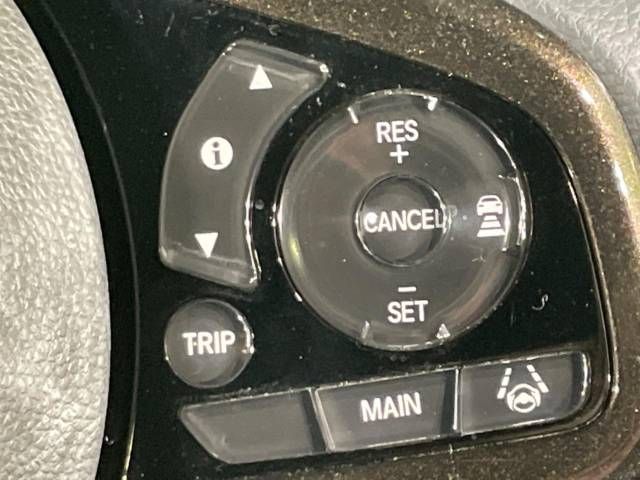 RES
+
i
CANCEL
−
SET
TRIP
MAIN